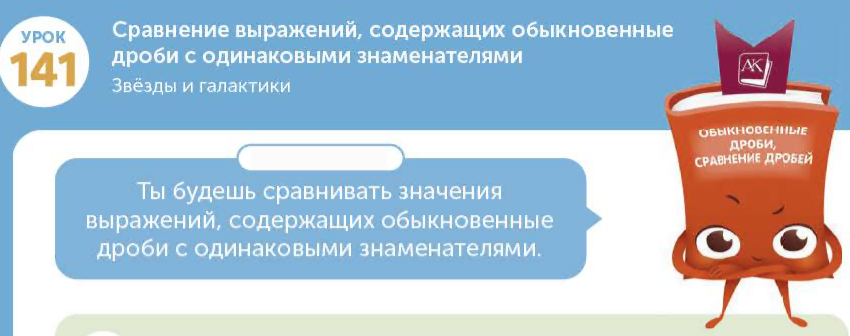 УРОК
141
Сравнение выражений, содержащих обыкновенные
дроби с одинаковыми знаменателями
Звёзды и галактики
АК
ОБЫКНОВЕННЫЕ
ДРОБИ,
СРАВНЕНИЕ ДРОБЕЙ
Ты будешь сравнивать значения
выражений, содержащих обыкновенные
дроби с одинаковыми знаменателями.